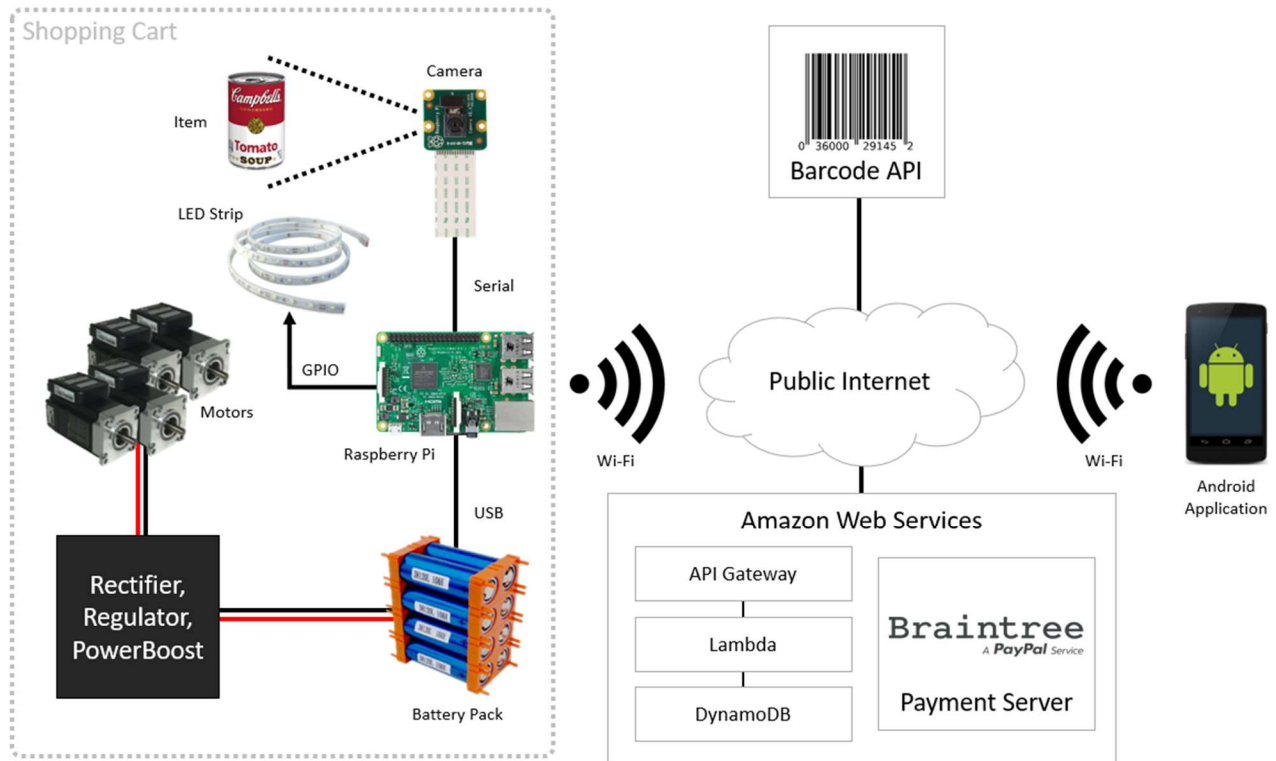 Shopping Cart
Camera
Item
Campbell's
Tomato
SOUP
LED Strip
Serial
GPIO
Motors
Raspberry Pi
USB
Rectifier,
Regulator,
PowerBoost
Battery Pack
Wi-Fi
0 36000 29145 2
Barcode API
Public Internet
Wi-Fi
Android
Application
Amazon Web Services
API Gateway
Lambda
DynamoDB
Braintree
A PayPal Service
Payment Server